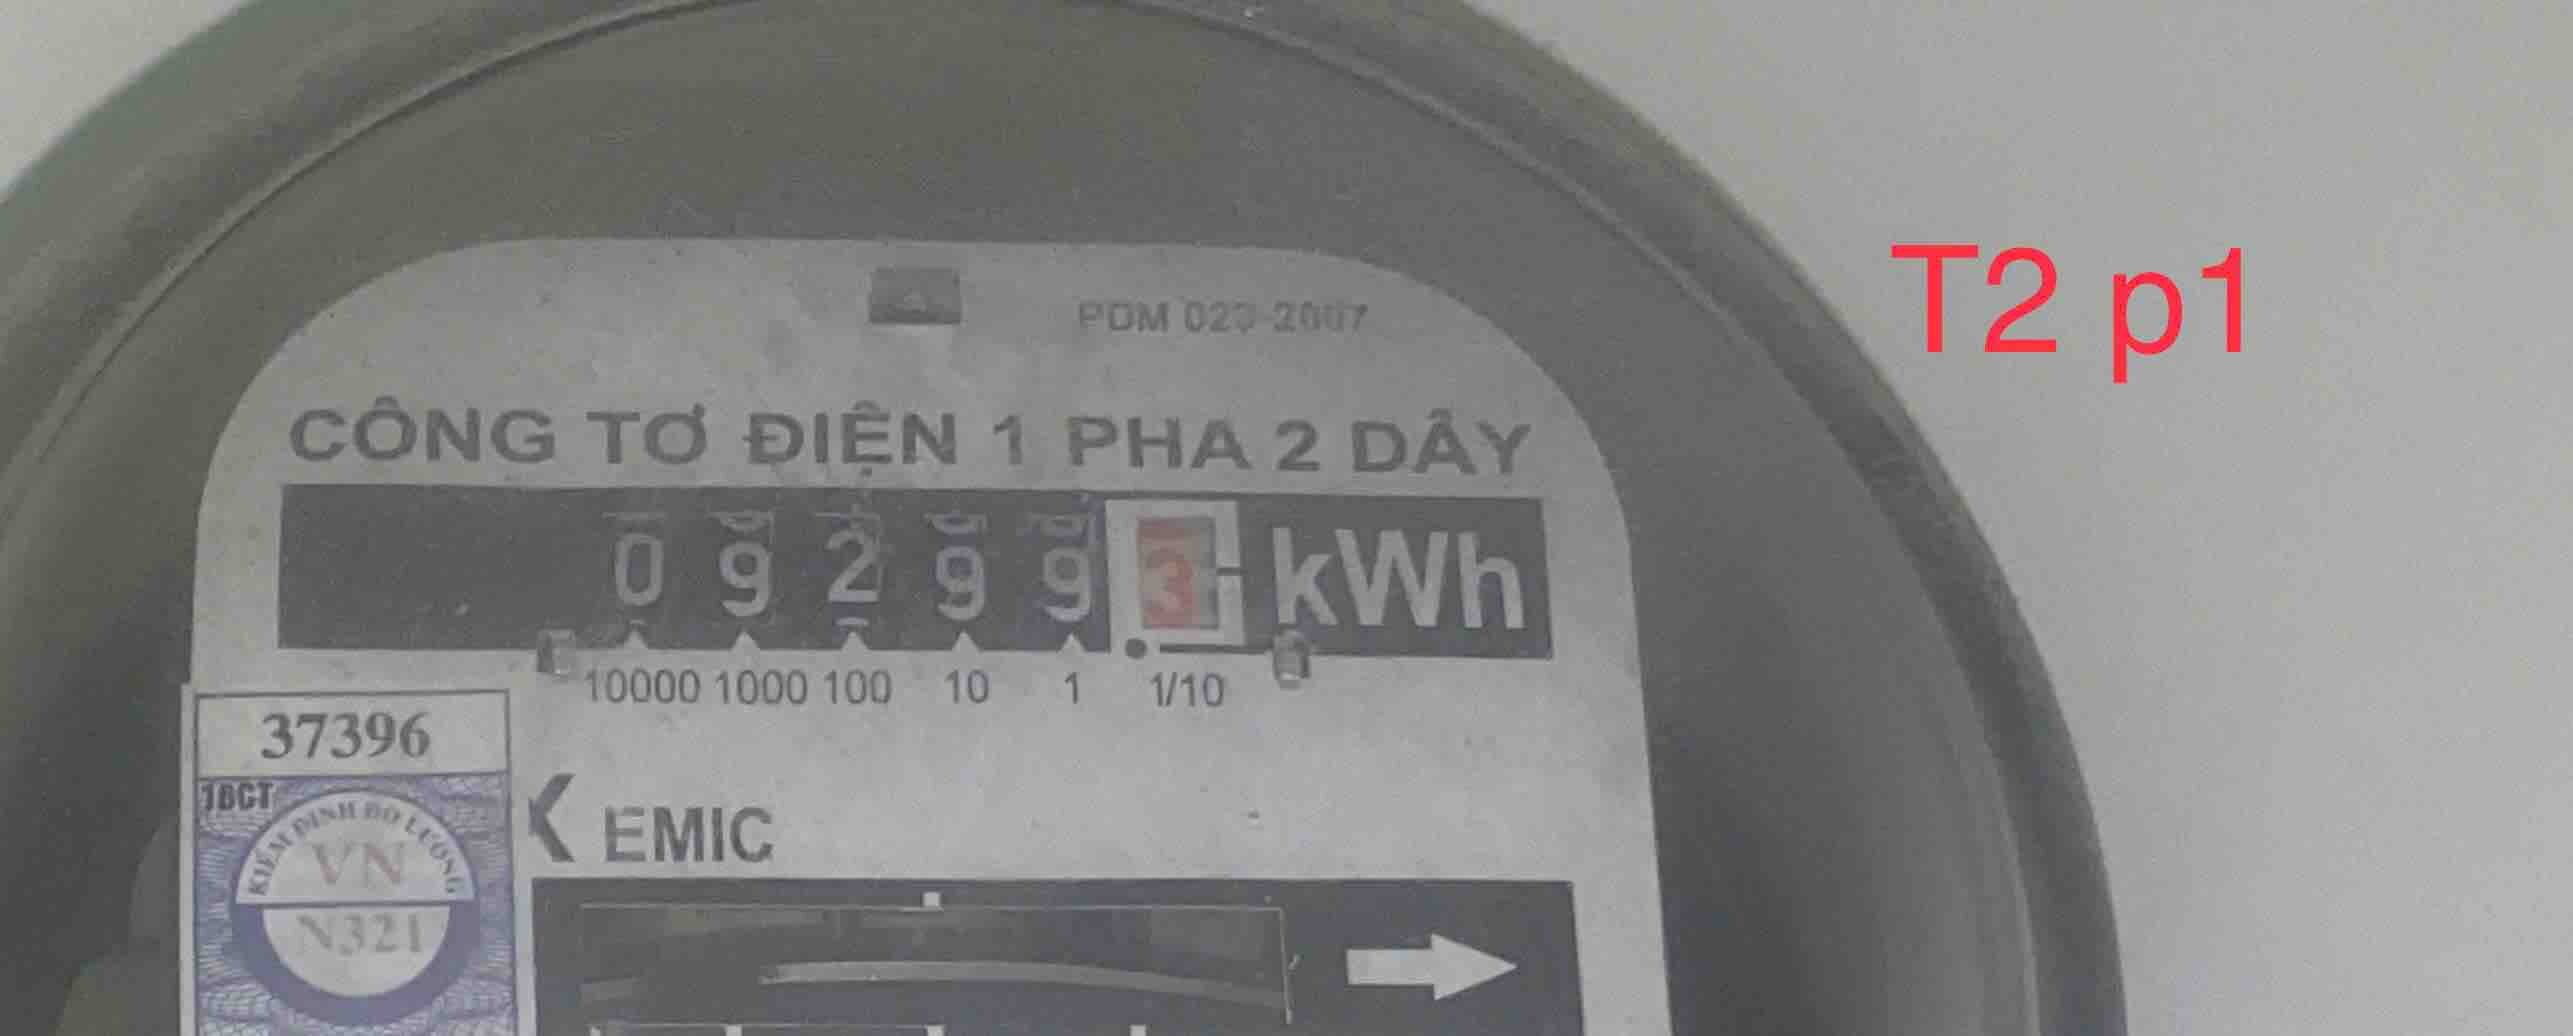 T2 p1
PDM 023-2007
CÔNG TƠ ĐIỆN 1 PHA 2 DÂY
0 9 2 9 9 3 kWh
10000 1000 100 10 1 1/10
37396
1BCT
KIỂM ĐỊNH ĐO LƯỜNG
VN
N321
EMIC